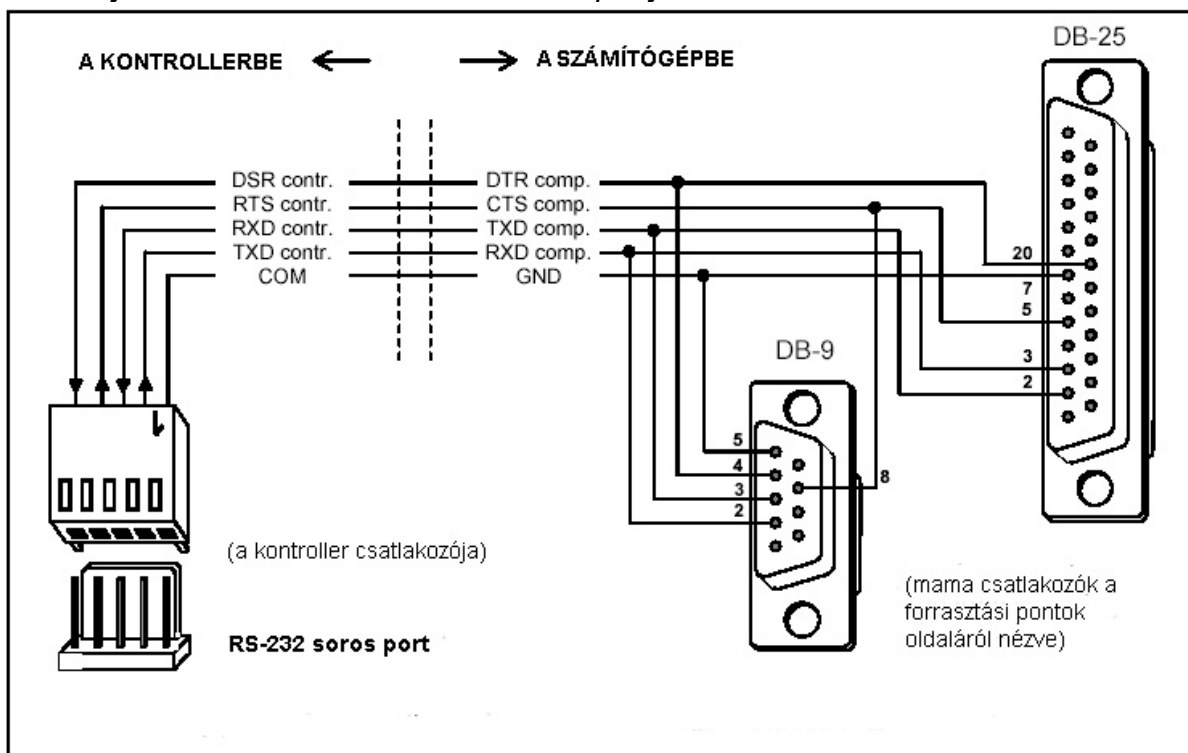 DB-25
A KONTROLLERBE
A SZÁMÍTÓGÉPBE
DSR contr.
DTR comp.
RTS contr.
CTS comp.
RXD contr.
TXD comp.
TXD contr.
RXD comp.
COM
GND
20
7
5
3
2
DB-9
5
4
3
2
8
(a kontroller csatlakozója)
RS-232 soros port
(mama csatlakozók a
forrasztási pontok
oldaláról nézve)